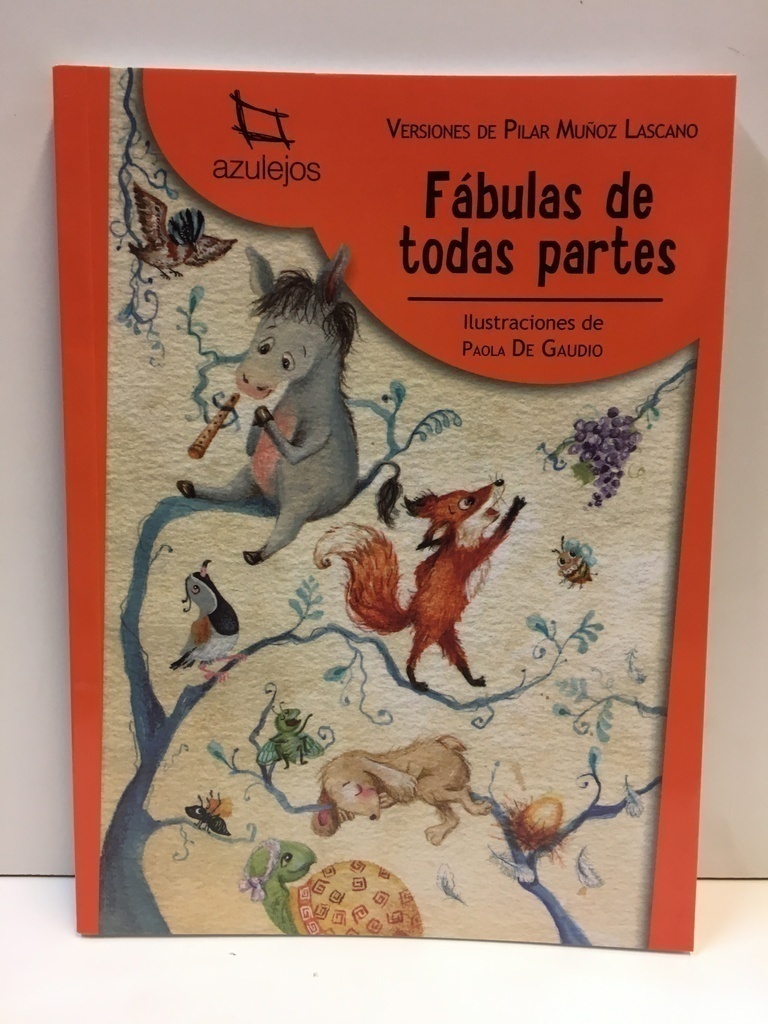 azulejos
VERSIONES DE PILAR MUÑOZ LASCANO
Fábulas de
todas partes
Ilustraciones de
PAOLA DE GAUDIO